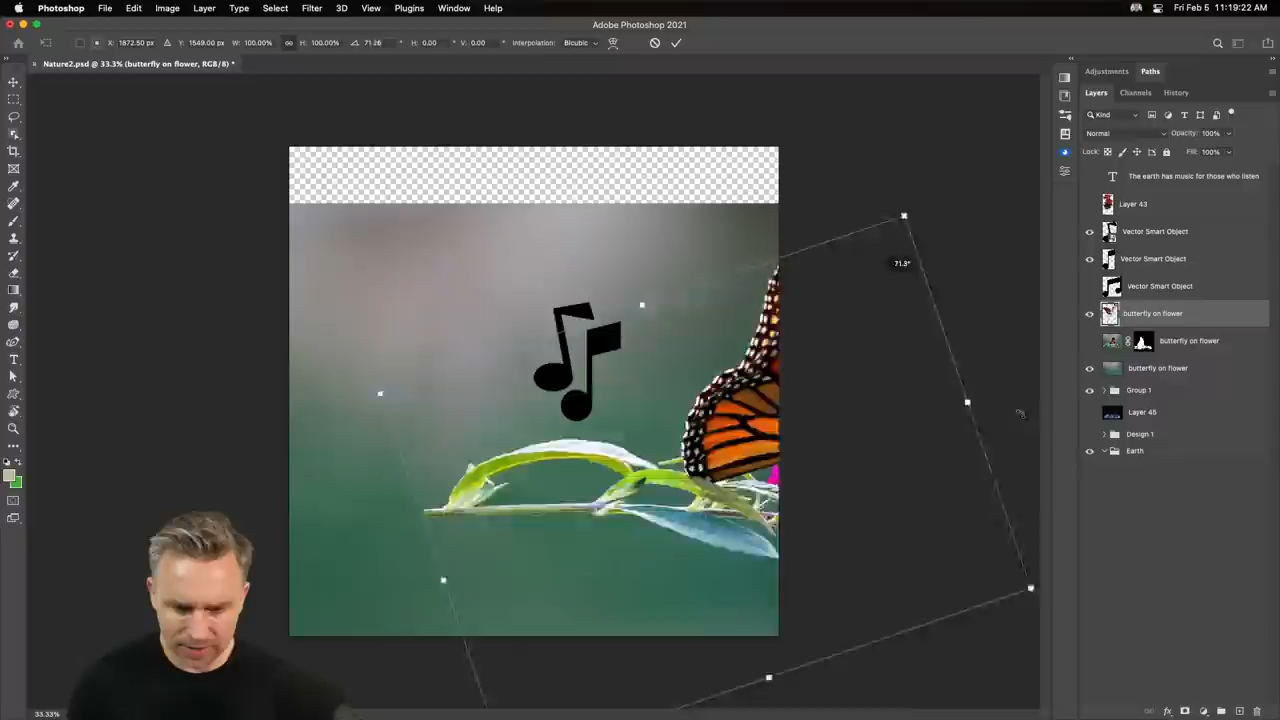 Photoshop File Edit Image Layer Type Select Filter 3D View Plugins Window Help Fri Feb 5 11:19:22 AM
Adobe Photoshop 2021
X: 1872.50 px Y: 1549.00 px W: 100.00% H: 100.00% 71.26 ° H: 0.00 ° V: 0.00 ° Interpolation: Bicubic
× Nature2.psd @ 33.3% (butterfly on flower, RGB/8) *
Adjustments Paths
Layers Channels History
Kind
Normal Opacity: 100%
Lock: Fill: 100%
The earth has music for those who listen
Layer 43
Vector Smart Object
Vector Smart Object
Vector Smart Object
butterfly on flower
butterfly on flower
butterfly on flower
Group 1
Layer 45
Design 1
Earth
71.3°
33.33%